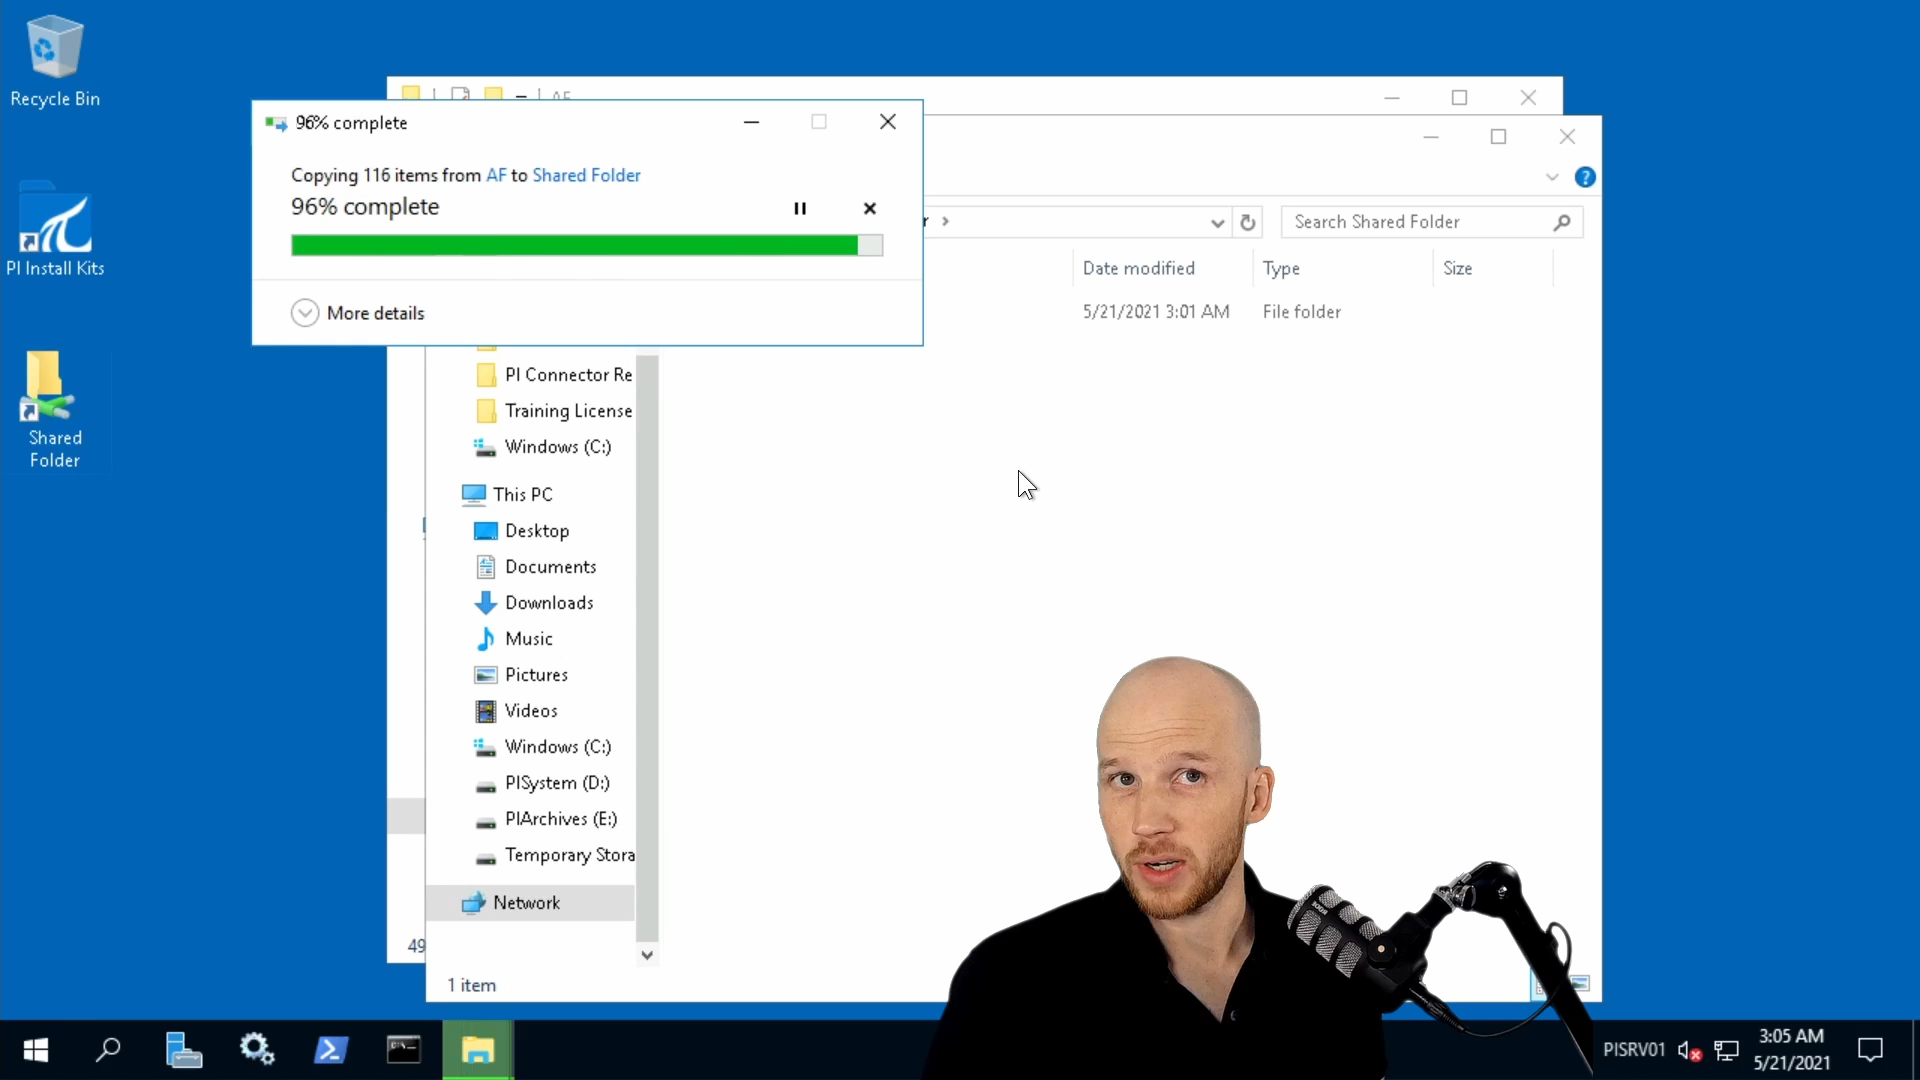 Recycle Bin
PI Install Kits
Shared
Folder
AF
96% complete
Copying 116 items from AF to Shared Folder
96% complete
More details
Search Shared Folder
Date modified
Type
Size
5/21/2021 3:01 AM
File folder
PI Connector Re
Training License
Windows (C:)
This PC
Desktop
Documents
Downloads
Music
Pictures
Videos
Windows (C:)
PISystem (D:)
PIArchives (E:)
Temporary Stora
Network
49
1 item
RODE
PISRV01
3:05 AM
5/21/2021